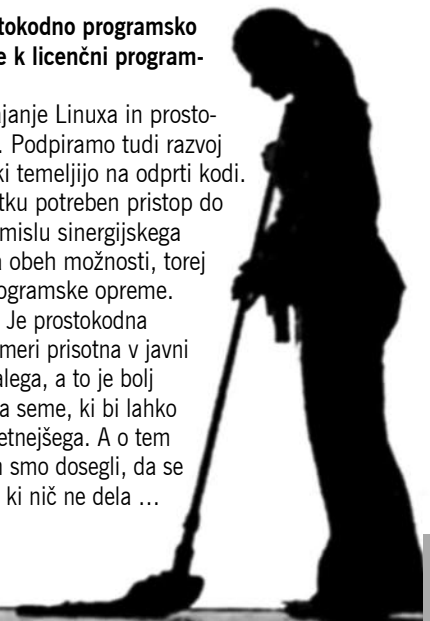 tokodno programsko
e k licenčni program-
janje Linuxa in prosto-
. Podpiramo tudi razvoj
ki temeljijo na odprti kodi.
tku potreben pristop do
mislu sinergijskega
a obeh možnosti, torej
ogramske opreme.
Je prostokodna
meri prisotna v javni
alega, a to je bolj
a seme, ki bi lahko
etnejšega. A o tem
n smo dosegli, da se
ki nič ne dela …